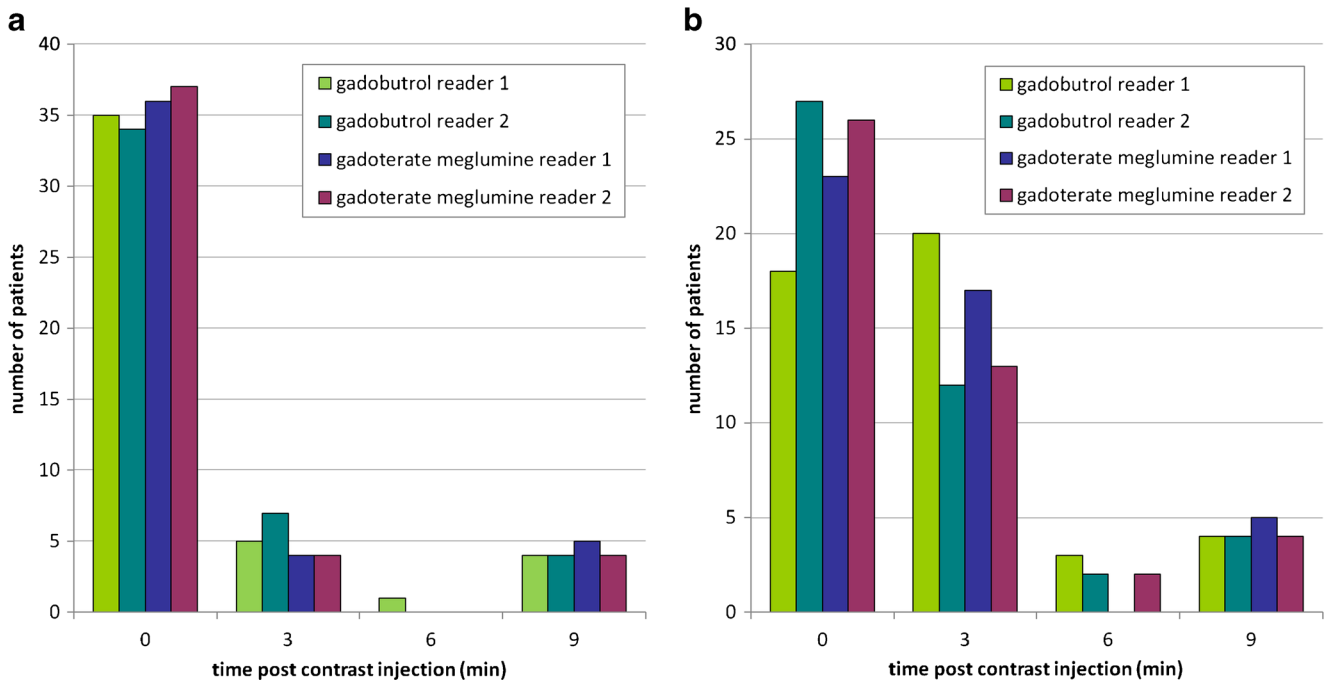 a
40
35
30
25
20
15
10
5
0
number of patients
gadobutrol reader 1
gadobutrol reader 2
gadoterate meglumine reader 1
gadoterate meglumine reader 2
0 3 6 9
time post contrast injection (min)
b
30
25
20
15
10
5
0
number of patients
gadobutrol reader 1
gadobutrol reader 2
gadoterate meglumine reader 1
gadoterate meglumine reader 2
0 3 6 9
time post contrast injection (min)